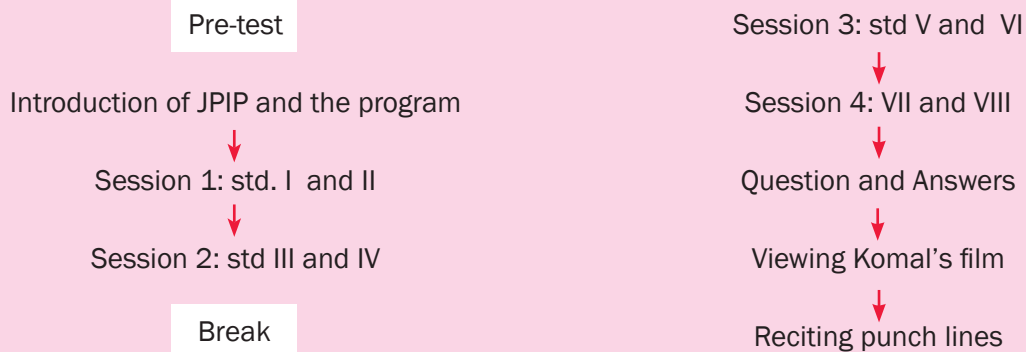 Pre-test
Introduction of JPIP and the program
Session 1: std. I and II
Session 2: std III and IV
Break
Session 3: std V and VI
Session 4: VII and VIII
Question and Answers
Viewing Komal's film
Reciting punch lines